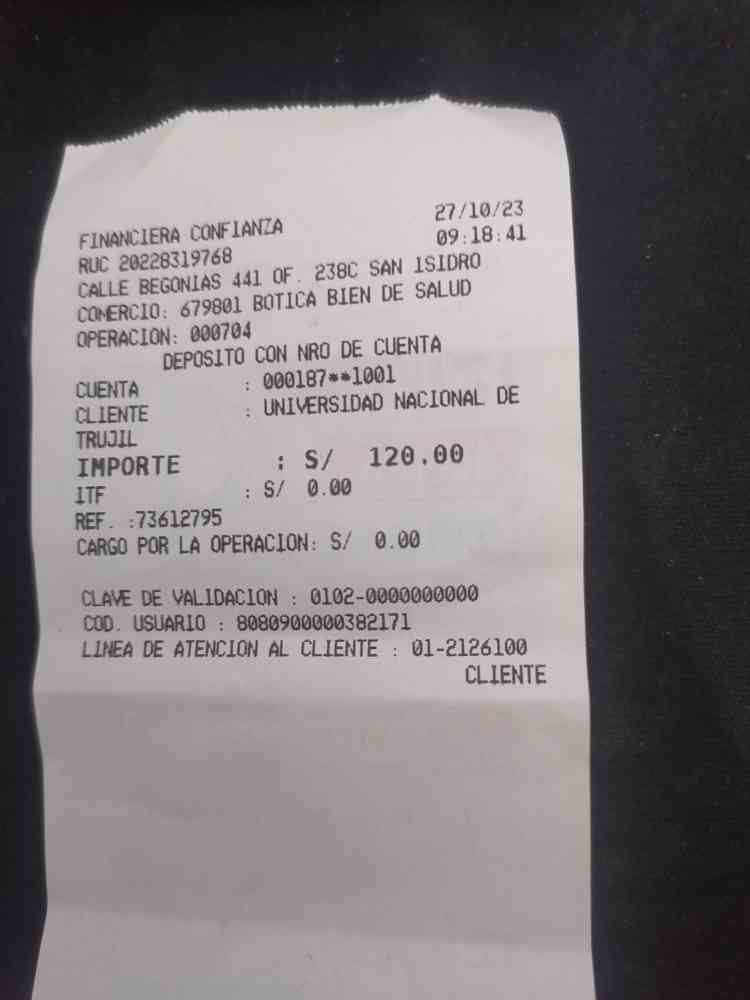 27/10/23
FINANCIERA CONFIANZA 09:18:41
RUC 20228319768
CALLE BEGONIAS 441 OF. 238C SAN ISIDRO
COMERCIO: 679801 BOTICA BIEN DE SALUD
OPERACION: 000704
DEPOSITO CON NRO DE CUENTA
CUENTA : 000187**1001
CLIENTE : UNIVERSIDAD NACIONAL DE
TRUJIL
IMPORTE : S/ 120.00
ITF : S/ 0.00
REF. :73612795
CARGO POR LA OPERACION: S/ 0.00
CLAVE DE VALIDACION : 0102-0000000000
COD. USUARIO : 8080900000382171
LINEA DE ATENCION AL CLIENTE : 01-2126100
CLIENTE